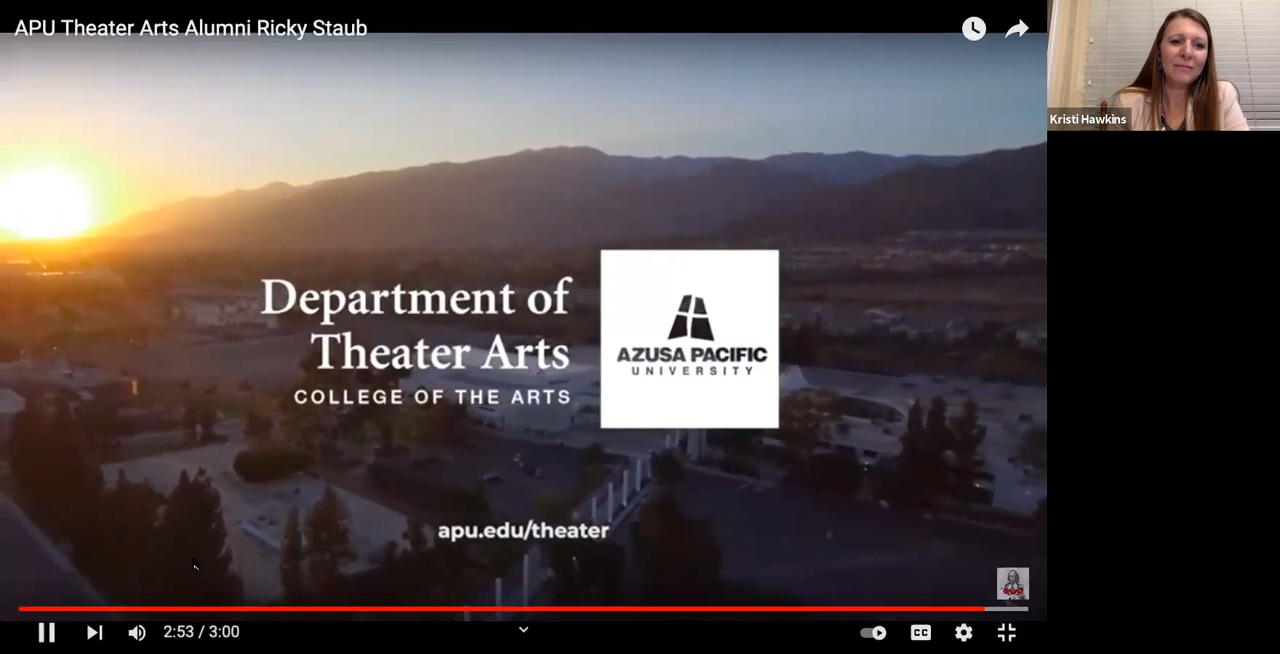 APU Theater Arts Alumni Ricky Staub
Kristi Hawkins
Department of
Theater Arts
COLLEGE OF THE ARTS
AZUSA PACIFIC
UNIVERSITY
apu.edu/theater
2:53 / 3:00
CC